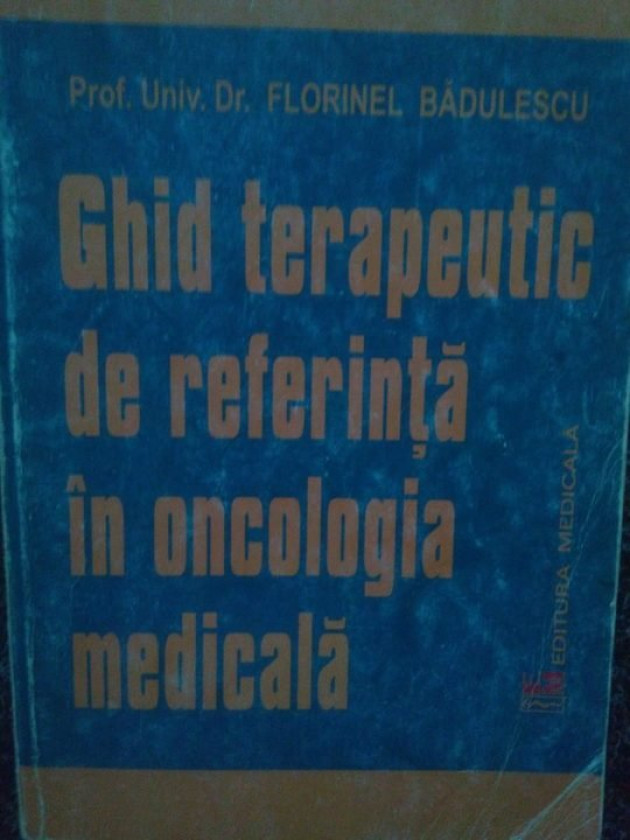 Prof. Univ. Dr. FLORINEL BĂDULESCU
Ghid terapeutic
de referință
în oncologia
medicală
EDITURA MEDICALĂ